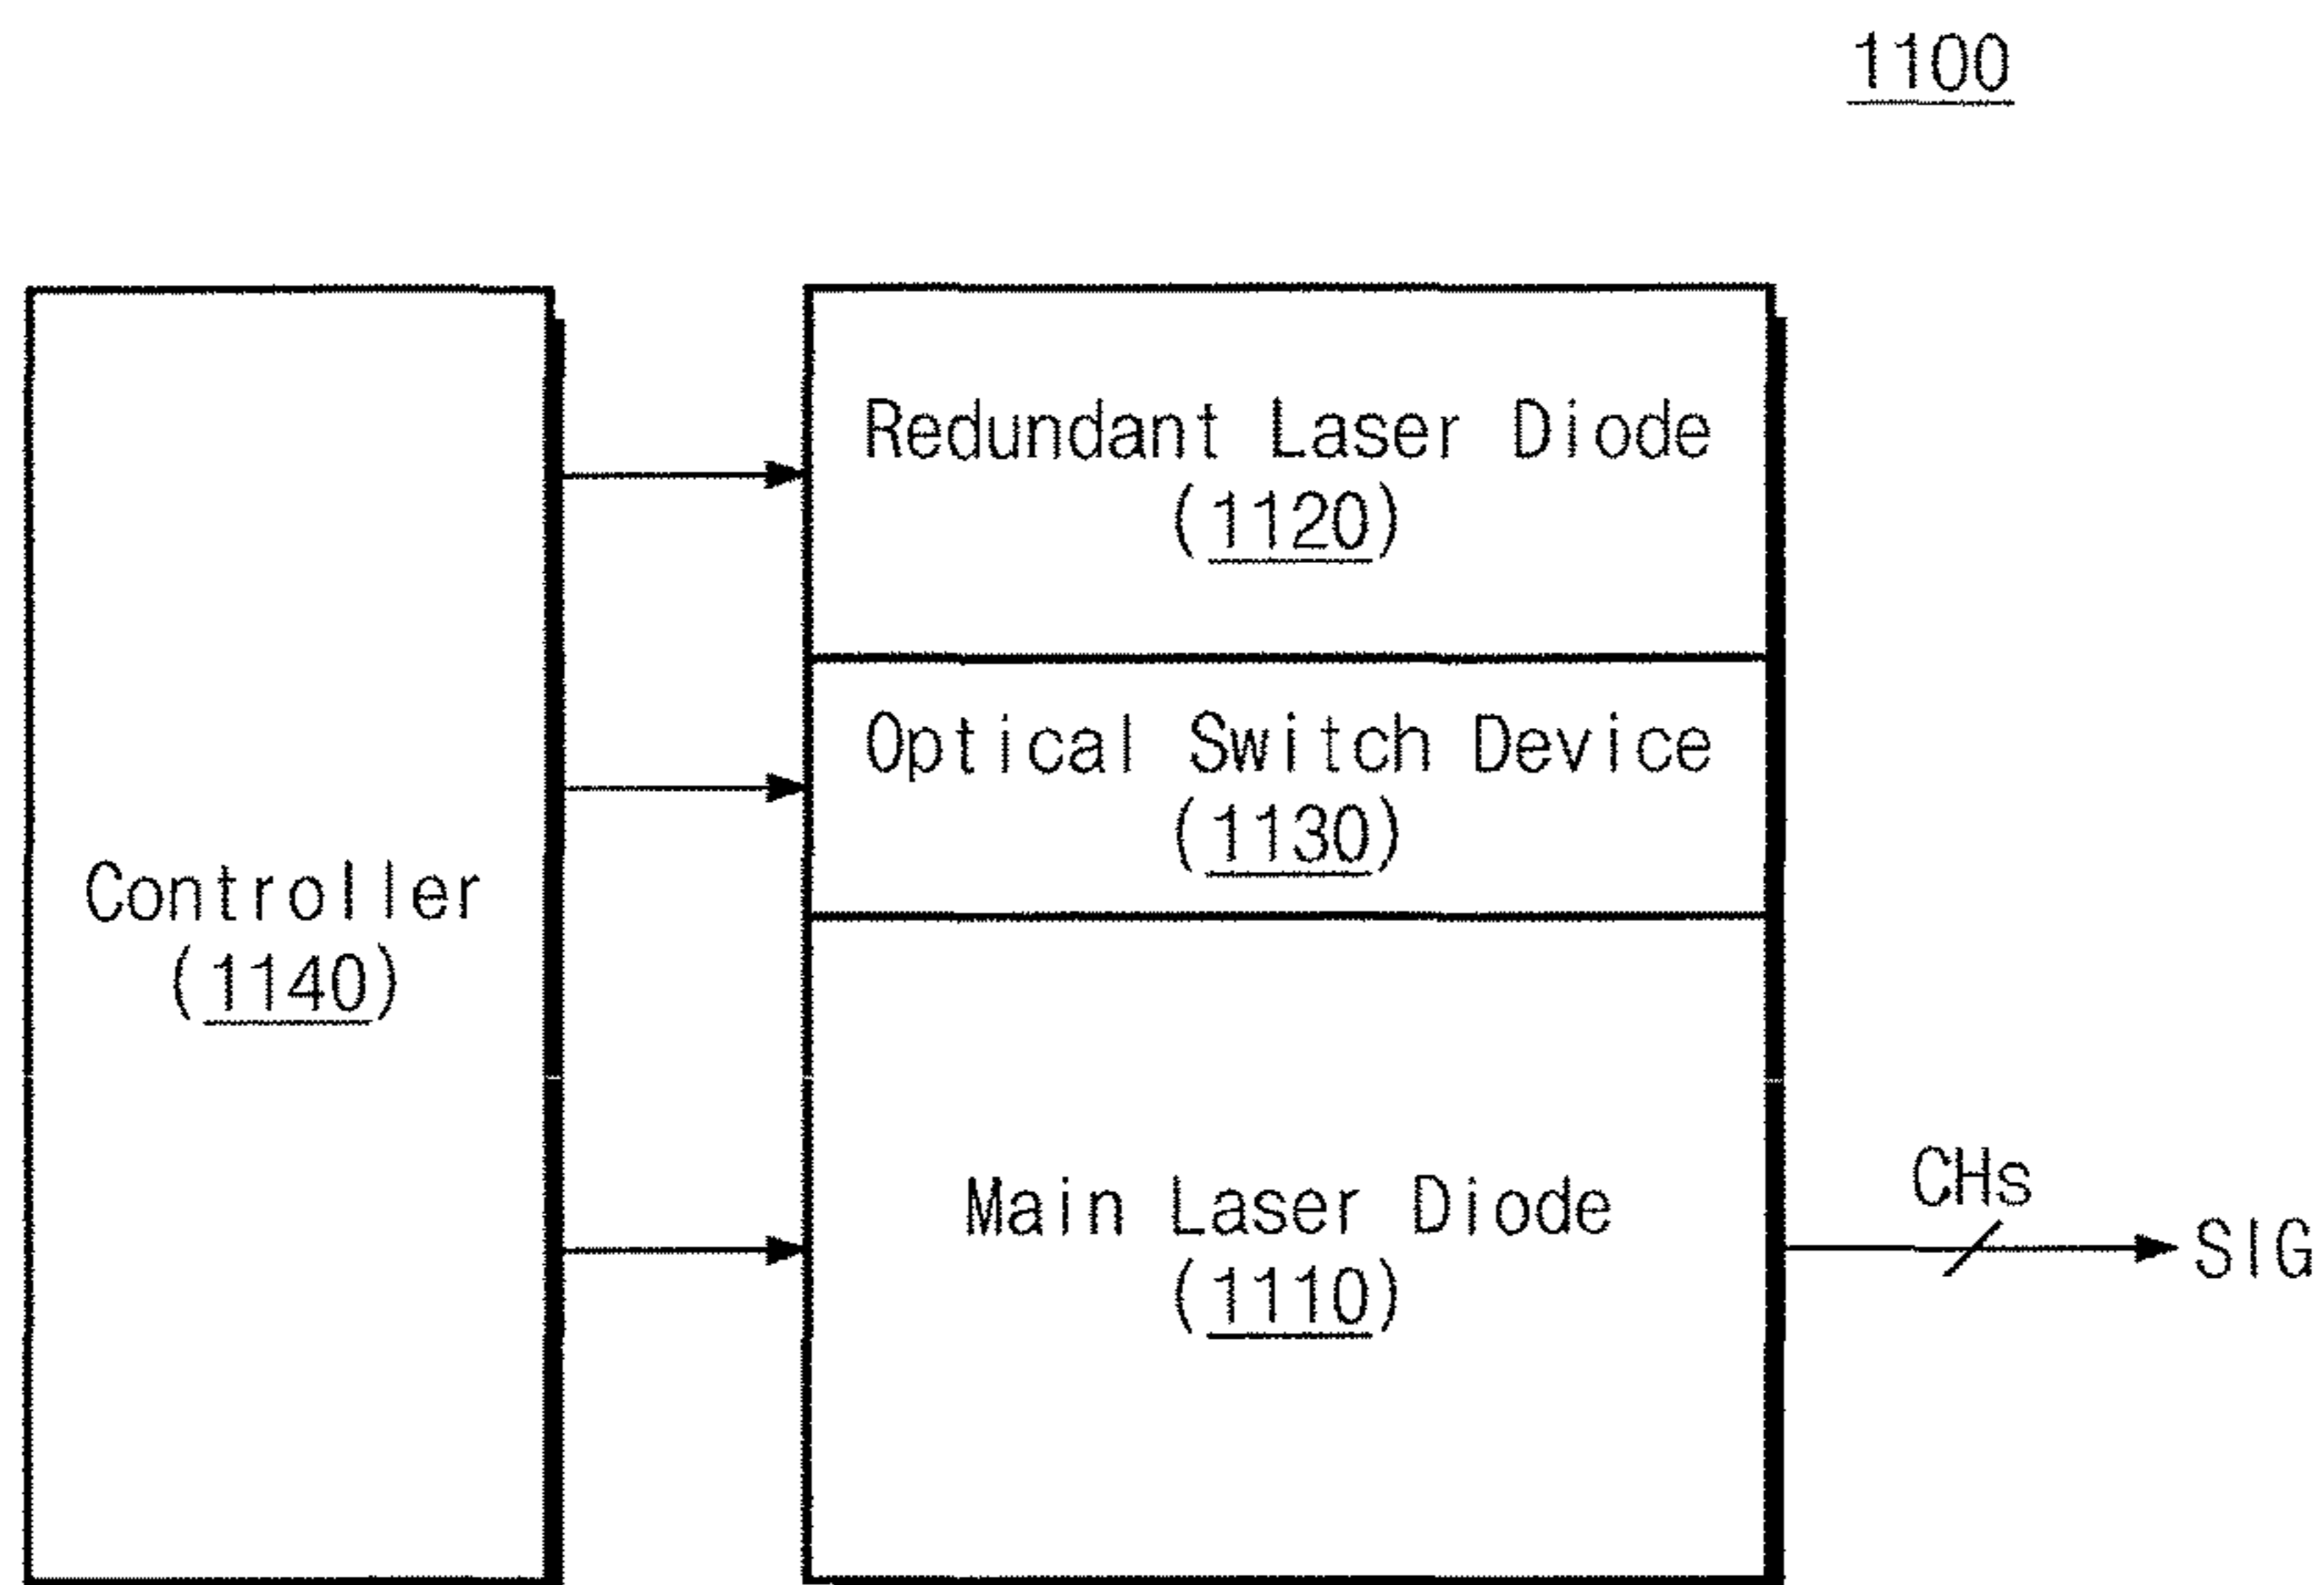 1100
Redundant Laser Diode
(1120)
Optical Switch Device
(1130)
Controller
(1140)
Main Laser Diode
(1110)
CHs
SIG